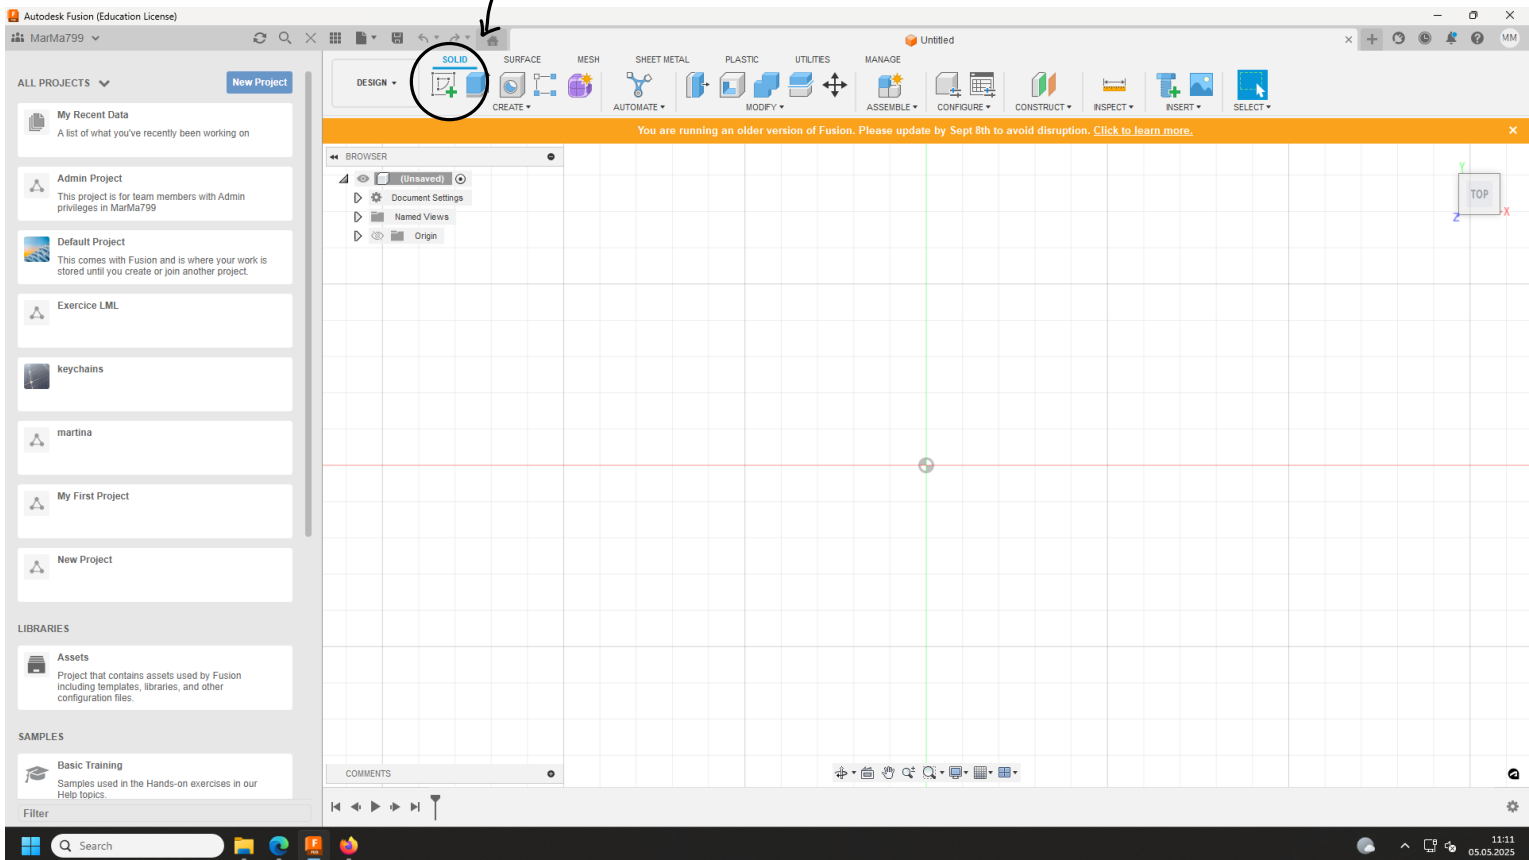 Autodesk Fusion (Education License)
MarMa799
Untitled
MM
ALL PROJECTS
New Project
My Recent Data
A list of what you've recently been working on
Admin Project
This project is for team members with Admin
privileges in MarMa799
Default Project
This comes with Fusion and is where your work is
stored until you create or join another project.
Exercice LML
keychains
martina
My First Project
New Project
LIBRARIES
Assets
Project that contains assets used by Fusion
including templates, libraries, and other
configuration files.
SAMPLES
Basic Training
Samples used in the Hands-on exercises in our
Help topics.
Filter
DESIGN
SOLID
SURFACE
MESH
SHEET METAL
PLASTIC
UTILITIES
MANAGE
CREATE
AUTOMATE
MODIFY
ASSEMBLE
CONFIGURE
CONSTRUCT
INSPECT
INSERT
SELECT
You are running an older version of Fusion. Please update by Sept 8th to avoid disruption. Click to learn more.
BROWSER
(Unsaved)
Document Settings
Named Views
Origin
Y
TOP
Z
X
COMMENTS
Search
11:11
05.05.2025